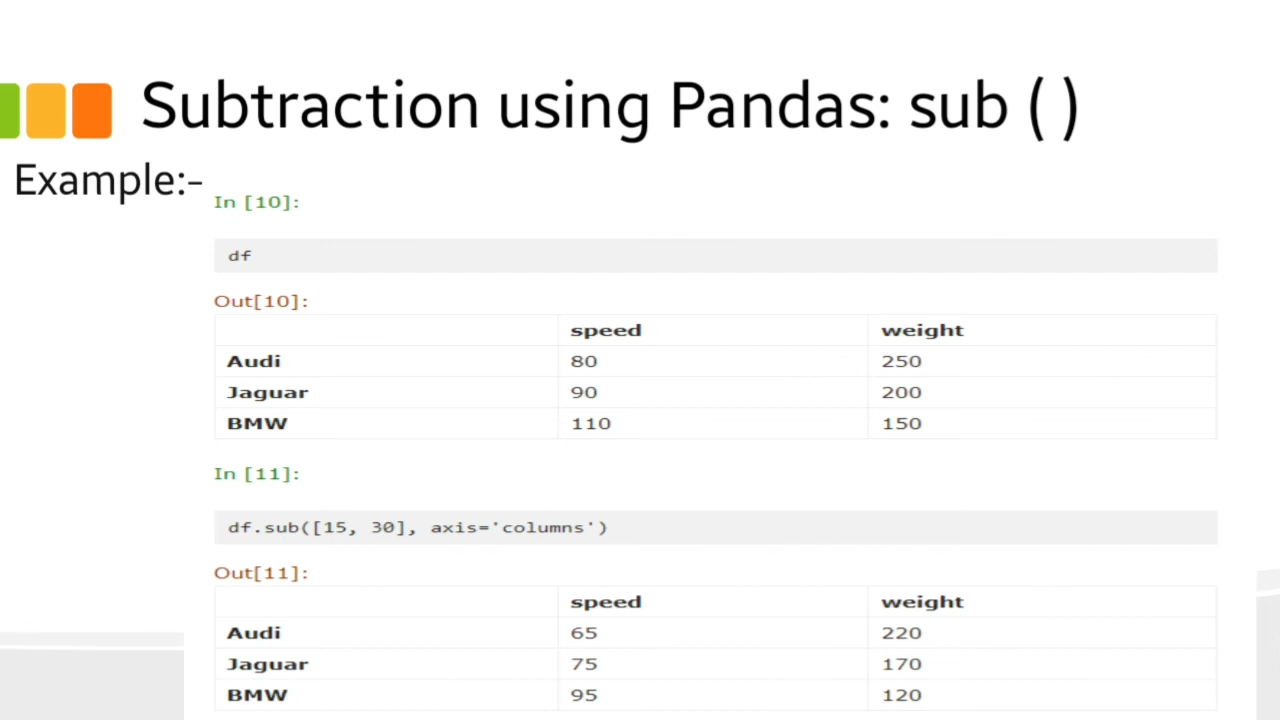 Subtraction using Pandas: sub ( )
Example:-
In [10]:
df
Out[10]:
speed weight
Audi 80 250
Jaguar 90 200
BMW 110 150
In [11]:
df.sub([15, 30], axis='columns')
Out[11]:
speed weight
Audi 65 220
Jaguar 75 170
BMW 95 120